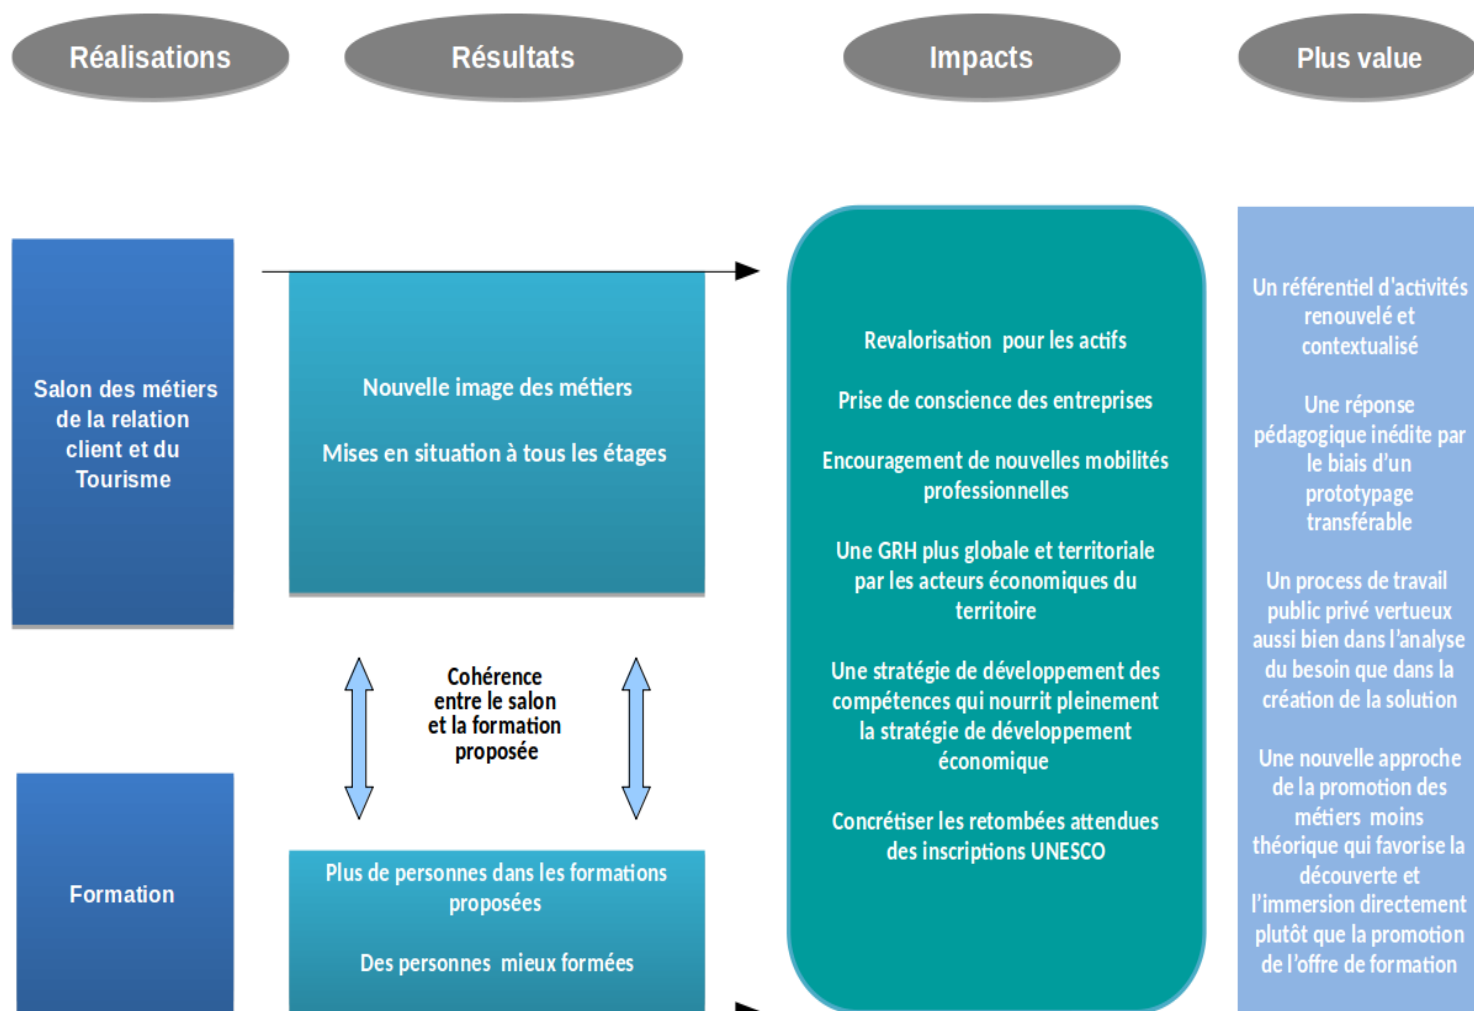 Réalisations
Résultats
Impacts
Plus value
Salon des métiers
de la relation
client et du
Tourisme
Nouvelle image des métiers
Mises en situation à tous les étages
Cohérence
entre le salon
et la formation
proposée
Formation
Plus de personnes dans les formations
proposées
Des personnes mieux formées
Revalorisation pour les actifs
Prise de conscience des entreprises
Encouragement de nouvelles mobilités
professionnelles
Une GRH plus globale et territoriale
par les acteurs économiques du
territoire
Une stratégie de développement des
compétences qui nourrit pleinement
la stratégie de développement
économique
Concrétiser les retombées attendues
des inscriptions UNESCO
Un référentiel d'activités
renouvelé et
contextualisé
Une réponse
pédagogique inédite par
le biais d'un
prototypage
transférable
Un process de travail
public privé vertueux
aussi bien dans l'analyse
du besoin que dans la
création de la solution
Une nouvelle approche
de la promotion des
métiers moins
théorique qui favorise la
découverte et
l'immersion directement
plutôt que la promotion
de l'offre de formation